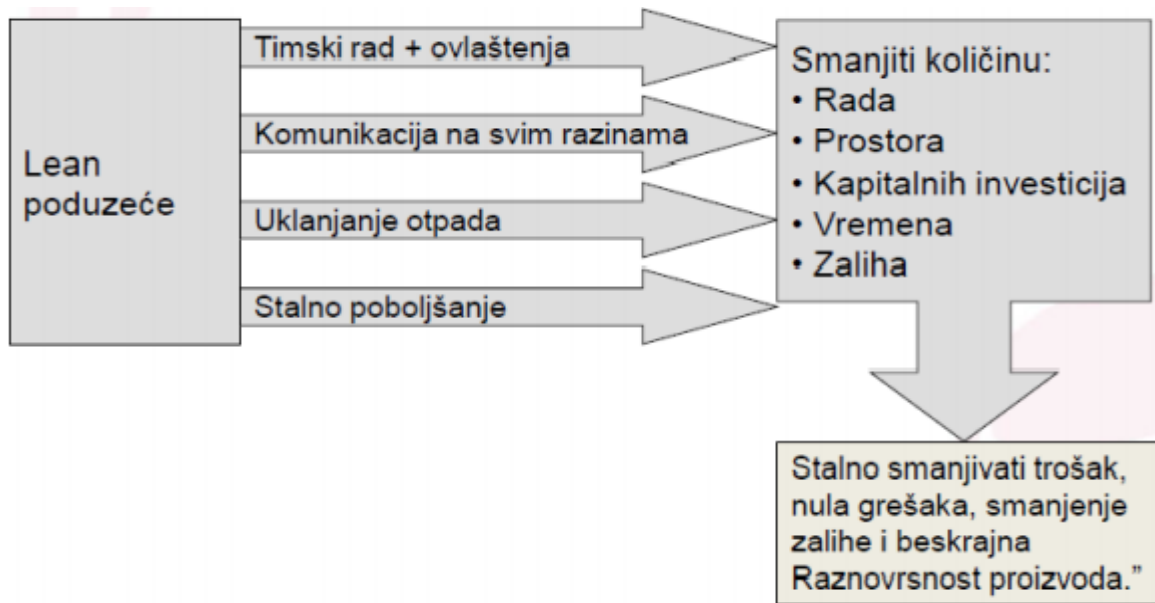 Lean
poduzeće
Timski rad + ovlaštenja
Komunikacija na svim razinama
Uklanjanje otpada
Stalno poboljšanje
Smanjiti količinu:
• Rada
• Prostora
• Kapitalnih investicija
• Vremena
• Zaliha
Stalno smanjivati trošak,
nula grešaka, smanjenje
zalihe i beskrajna
Raznovrsnost proizvoda.”